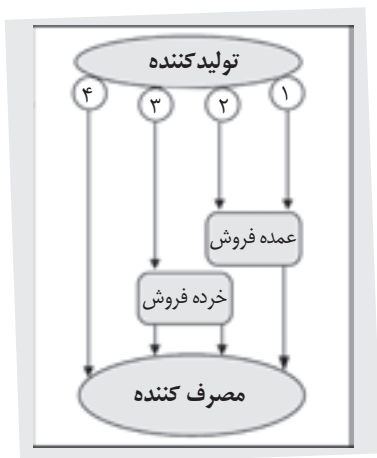 تولیدکننده
۱ ۲ ۳ ۴
عمده فروش
خرده فروش
مصرف کننده